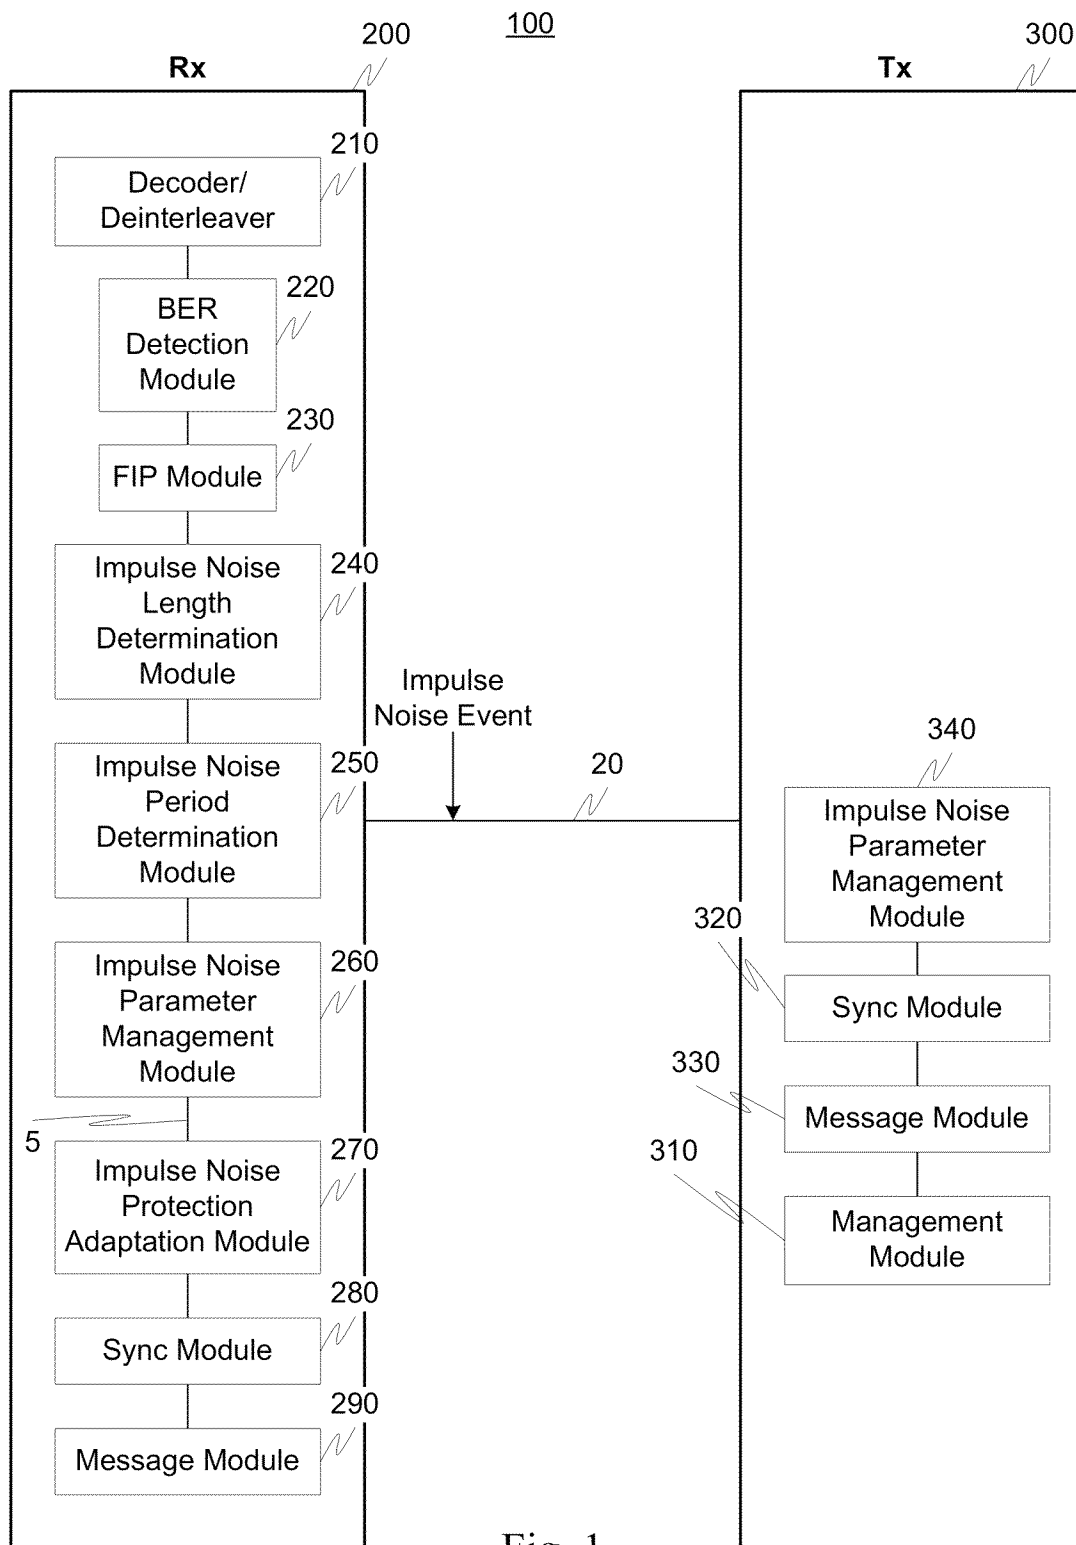 100
200
300
Rx
Tx
210
Decoder/
Deinterleaver
220
BER
Detection
Module
230
FIP Module
240
Impulse Noise
Length
Determination
Module
Impulse
Noise Event
20
250
Impulse Noise
Period
Determination
Module
260
Impulse Noise
Parameter
Management
Module
5
270
Impulse Noise
Protection
Adaptation Module
280
Sync Module
290
Message Module
340
Impulse Noise
Parameter
Management
Module
320
Sync Module
330
Message Module
310
Management
Module
Fig. 1